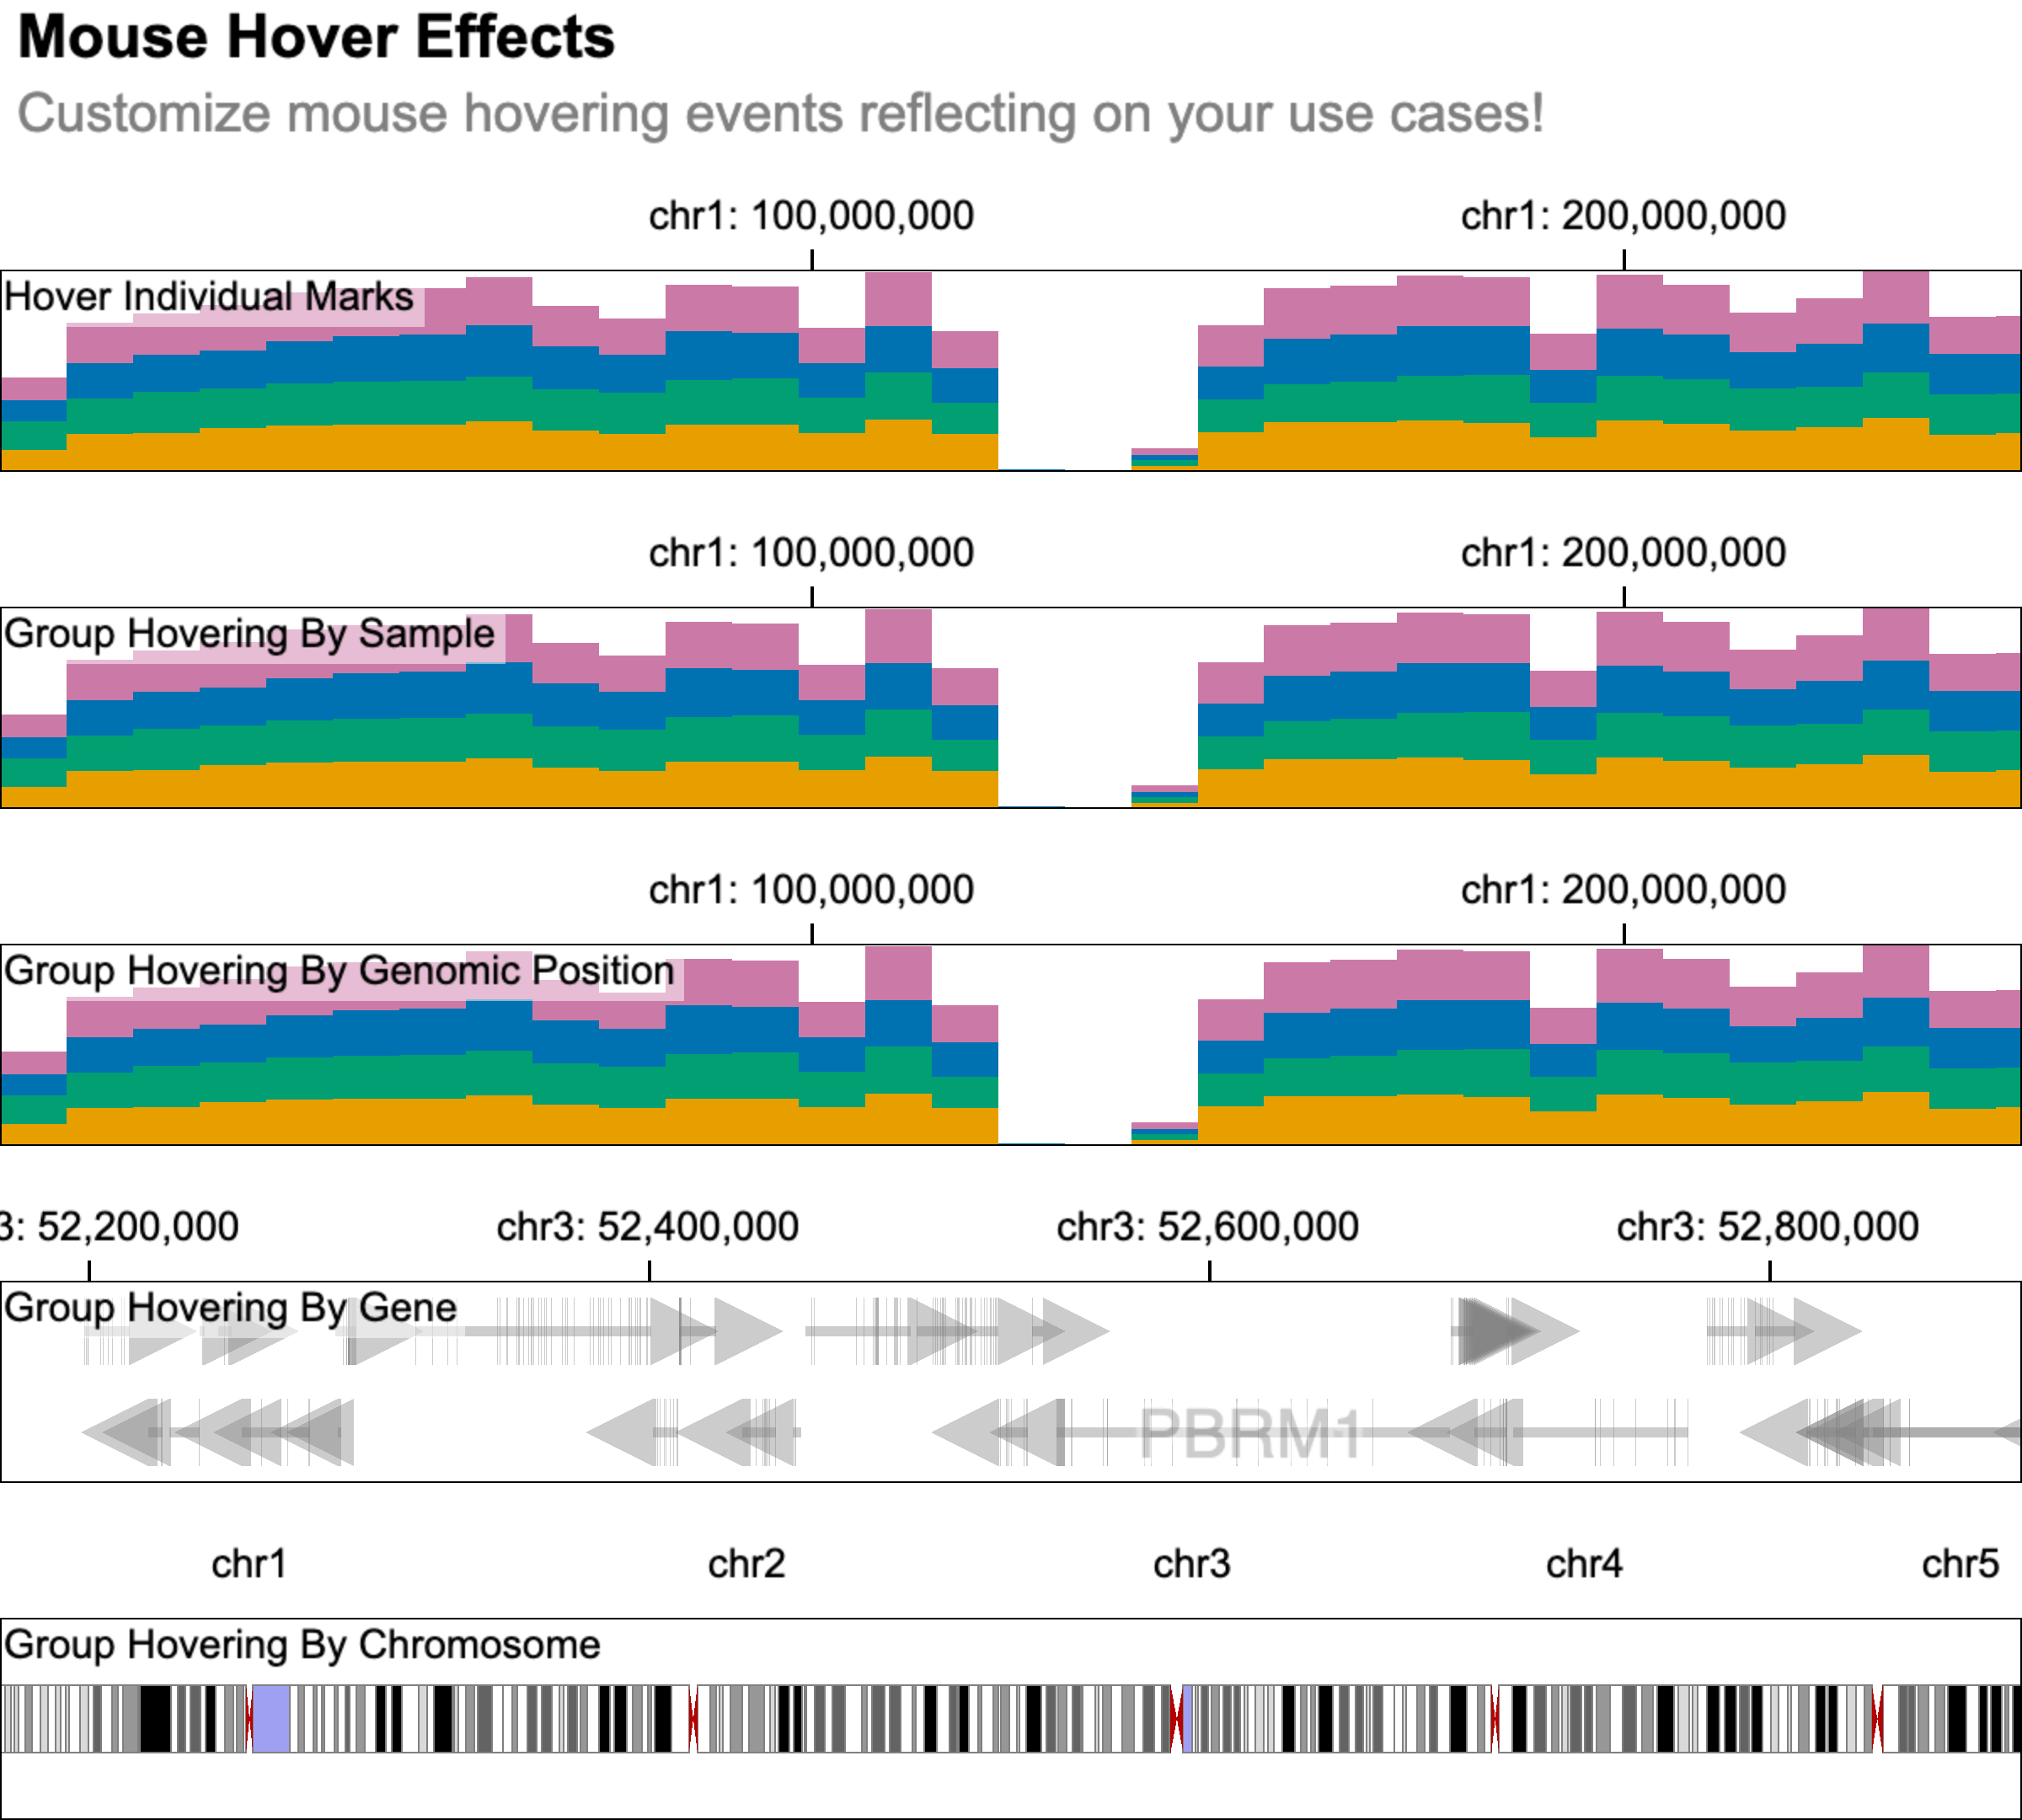 Mouse Hover Effects
Customize mouse hovering events reflecting on your use cases!
chr1: 100,000,000 chr1: 200,000,000
Hover Individual Marks
chr1: 100,000,000 chr1: 200,000,000
Group Hovering By Sample
chr1: 100,000,000 chr1: 200,000,000
Group Hovering By Genomic Position
3: 52,200,000 chr3: 52,400,000 chr3: 52,600,000 chr3: 52,800,000
Group Hovering By Gene
PBRM1
chr1 chr2 chr3 chr4 chr5
Group Hovering By Chromosome